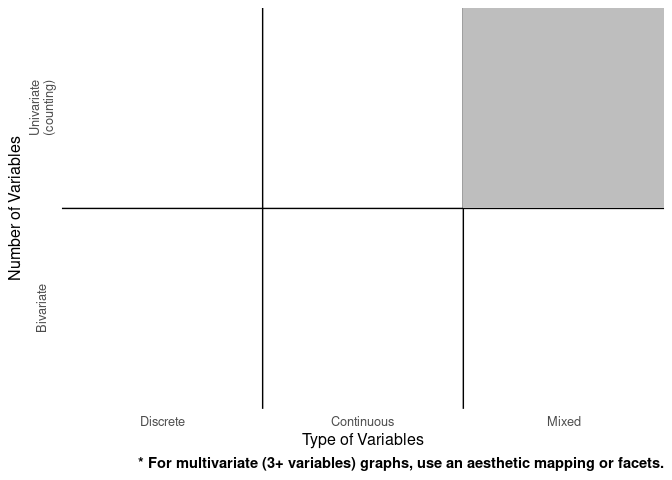 Number of Variables
Univariate
(counting)
Bivariate
Discrete
Continuous
Mixed
Type of Variables
* For multivariate (3+ variables) graphs, use an aesthetic mapping or facets.